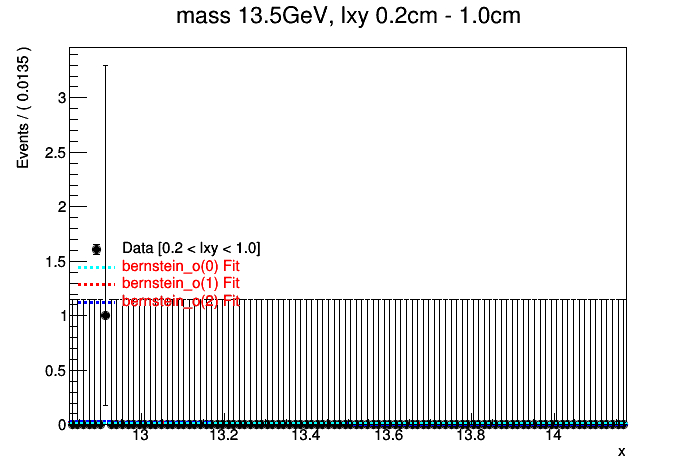 mass 13.5GeV, lxy 0.2cm - 1.0cm
Events / ( 0.0135 )
3
2.5
2
Data [0.2 < lxy < 1.0]
1.5
bernstein_o(0) Fit
bernstein_o(1) Fit
bernstein_o(2) Fit
1
0.5
0
13 13.2 13.4 13.6 13.8 14
x